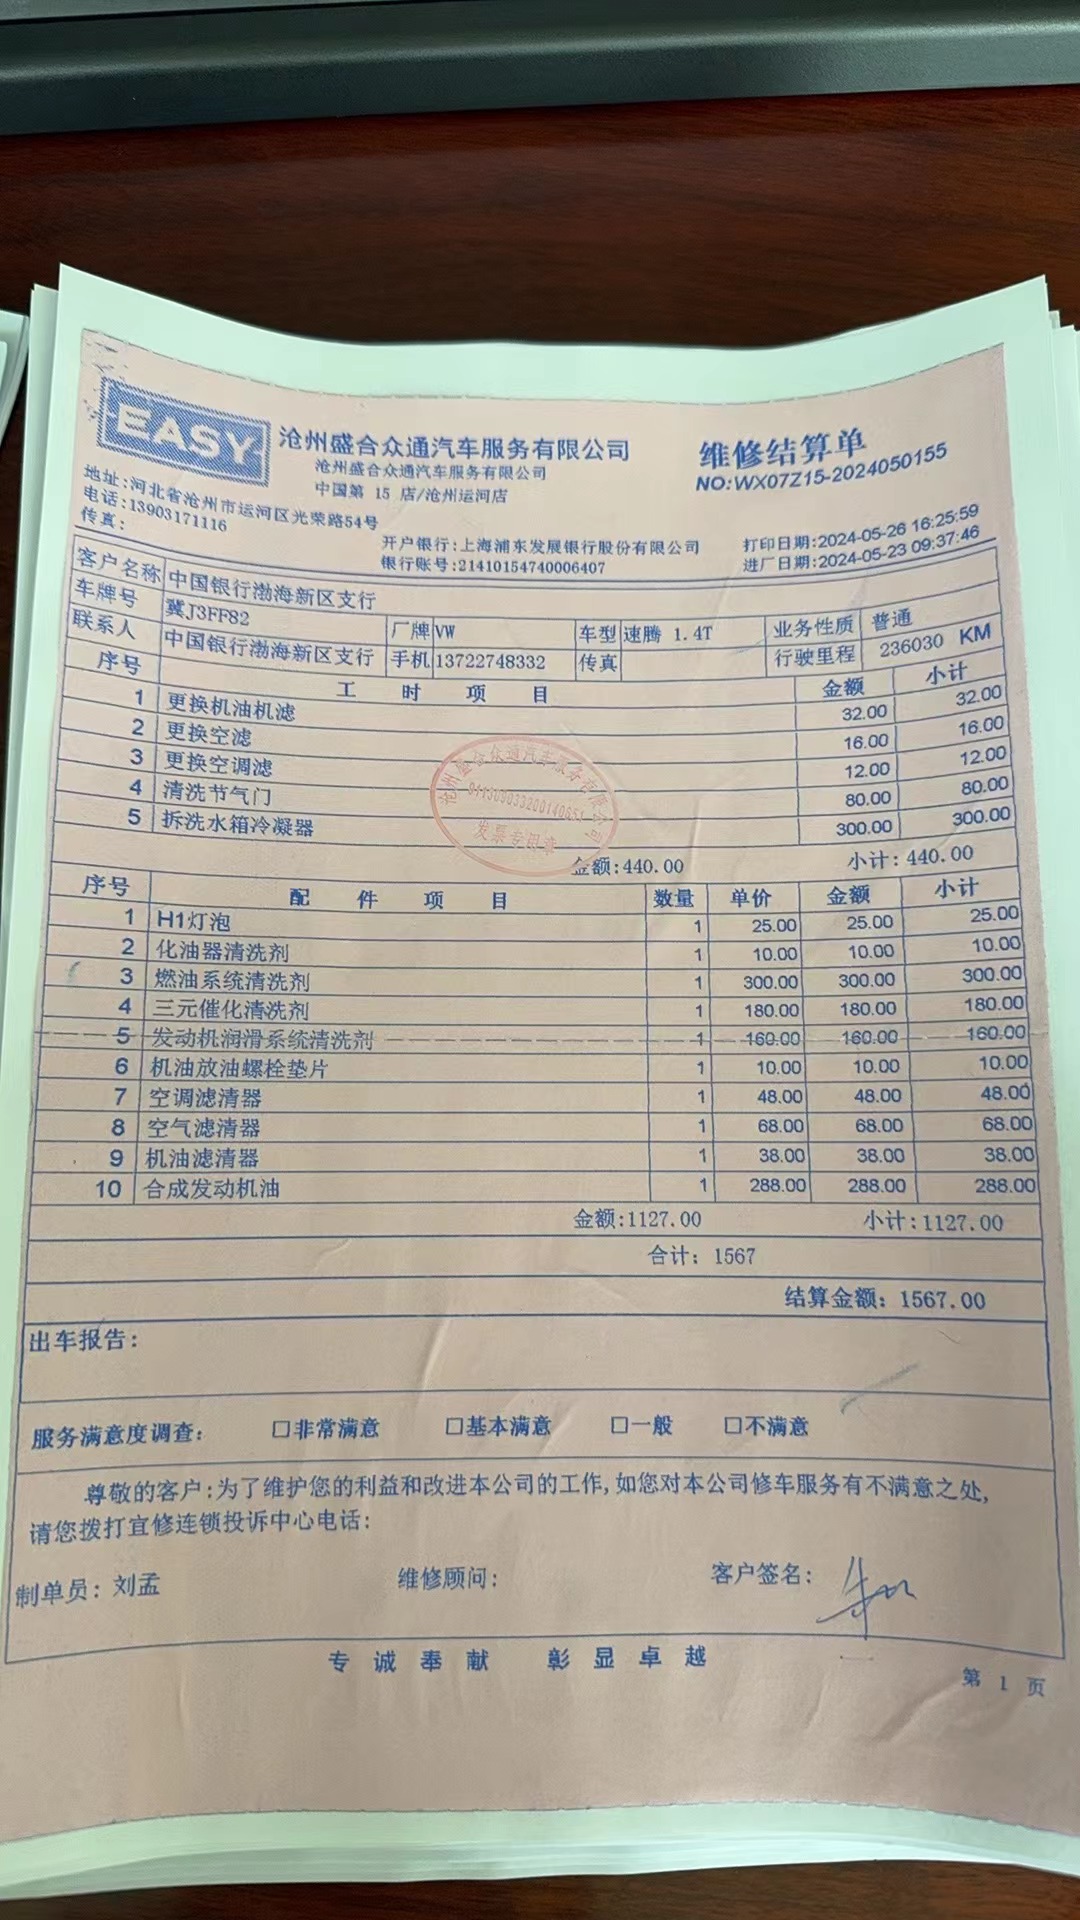 EASY
沧州盛合众通汽车服务有限公司
维修结算单
沧州盛合众通汽车服务有限公司
NO:WX07Z15-2024050155
中国第 15 店/沧州运河店
地址:河北省沧州市运河区光荣路54号
电话:13903171116
传真:
开户银行:上海浦东发展银行股份有限公司
打印日期:2024-05-26 16:25:59
银行账号:21410154740006407
进厂日期:2024-05-23 09:37:46
客户名称 中国银行渤海新区支行
车牌号 冀J3FF82 厂牌 VW 车型 速腾 1.4T 业务性质 普通
联系人 中国银行渤海新区支行 手机 13722748332 传真 行驶里程 236030 KM
序号 工 时 项 目 金额 小计
1 更换机油机滤 32.00 32.00
2 更换空滤 16.00 16.00
3 更换空调滤 12.00 12.00
4 清洗节气门 80.00 80.00
5 拆洗水箱冷凝器 300.00 300.00
沧州盛合众通汽车服务有限公司
发票专用章
金额:440.00 小计:440.00
序号 配 件 项 目 数量 单价 金额 小计
1 H1灯泡 1 25.00 25.00 25.00
2 化油器清洗剂 1 10.00 10.00 10.00
3 燃油系统清洗剂 1 300.00 300.00 300.00
4 三元催化清洗剂 1 180.00 180.00 180.00
5 发动机润滑系统清洗剂 1 160.00 160.00 160.00
6 机油放油螺栓垫片 1 10.00 10.00 10.00
7 空调滤清器 1 48.00 48.00 48.00
8 空气滤清器 1 68.00 68.00 68.00
9 机油滤清器 1 38.00 38.00 38.00
10 合成发动机油 1 288.00 288.00 288.00
金额:1127.00 小计:1127.00
合计: 1567
结算金额: 1567.00
出车报告:
服务满意度调查: □非常满意 □基本满意 □一般 □不满意
尊敬的客户:为了维护您的利益和改进本公司的工作,如您对本公司修车服务有不满意之处,
请您拨打宜修连锁投诉中心电话:
制单员: 刘孟 维修顾问: 客户签名:
专 诚 奉 献 彰 显 卓 越
第 1 页